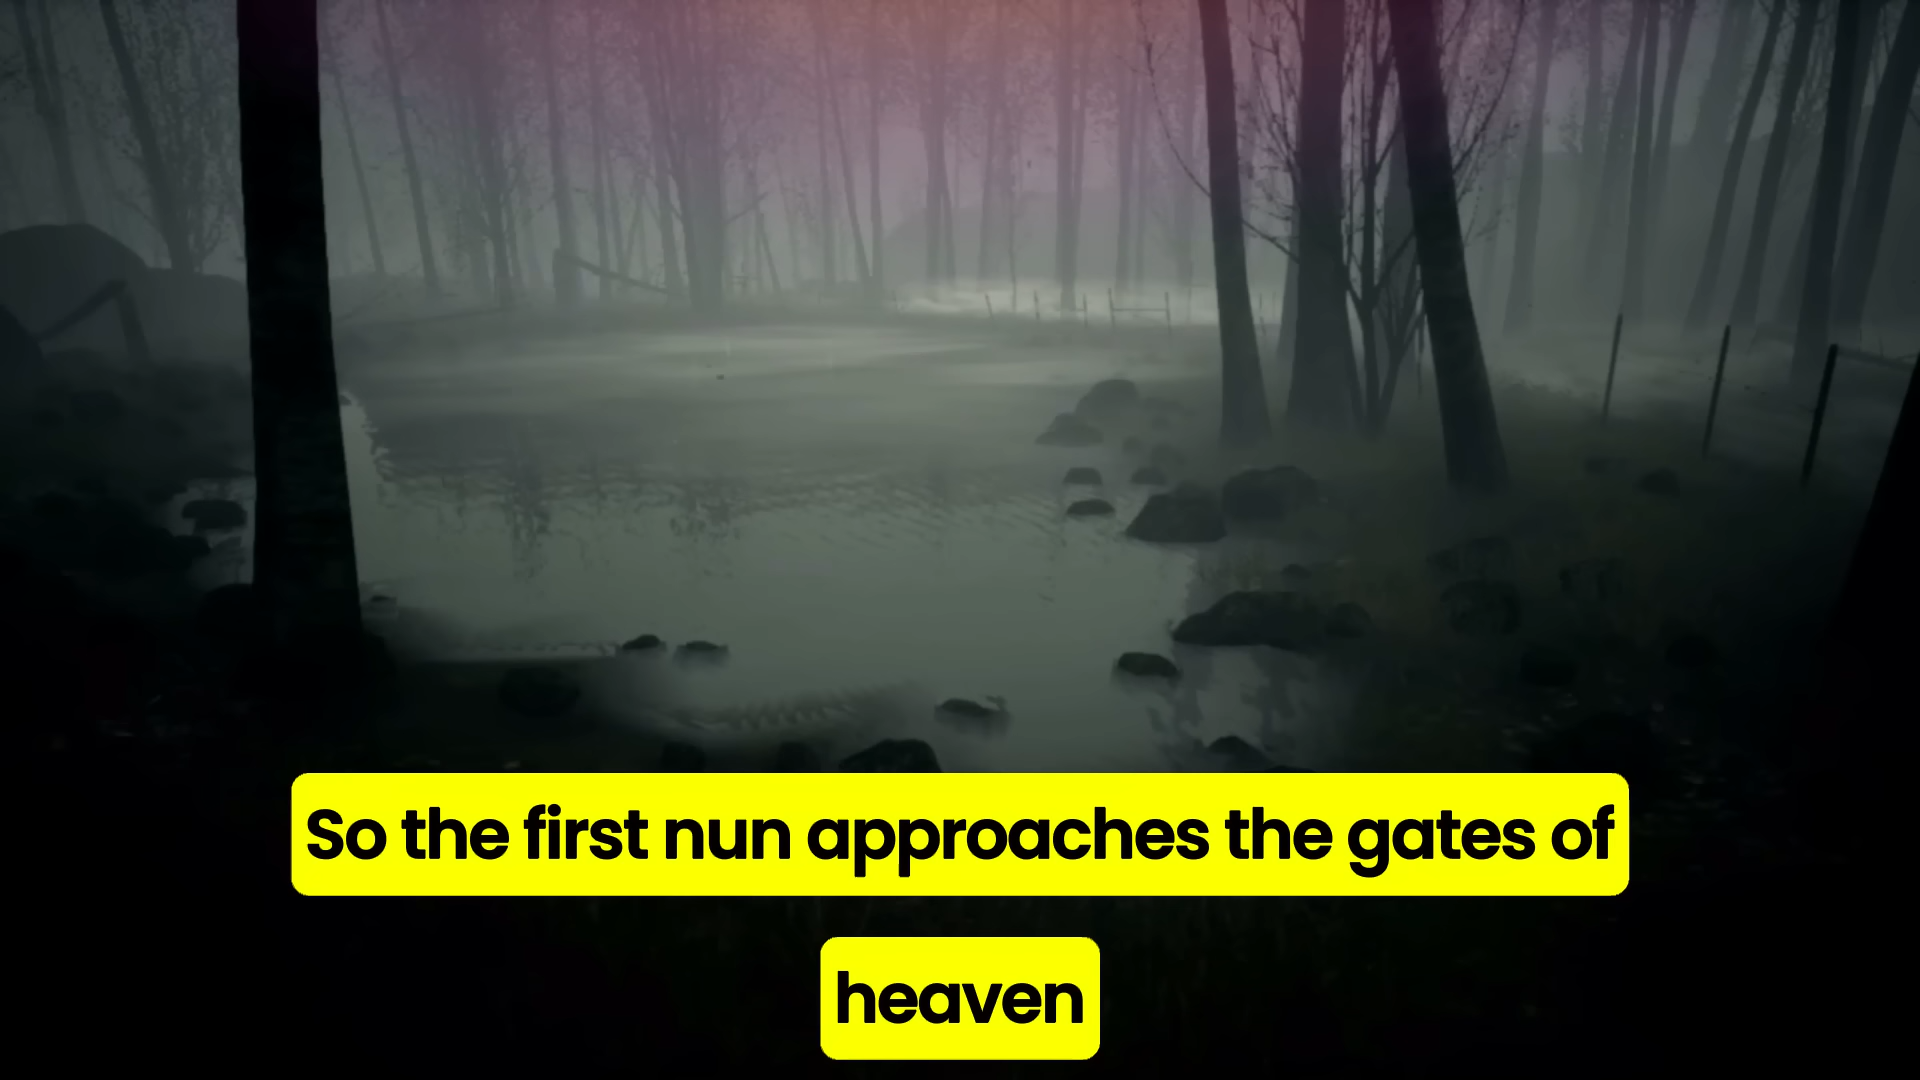 So the first nun approaches the gates of
heaven